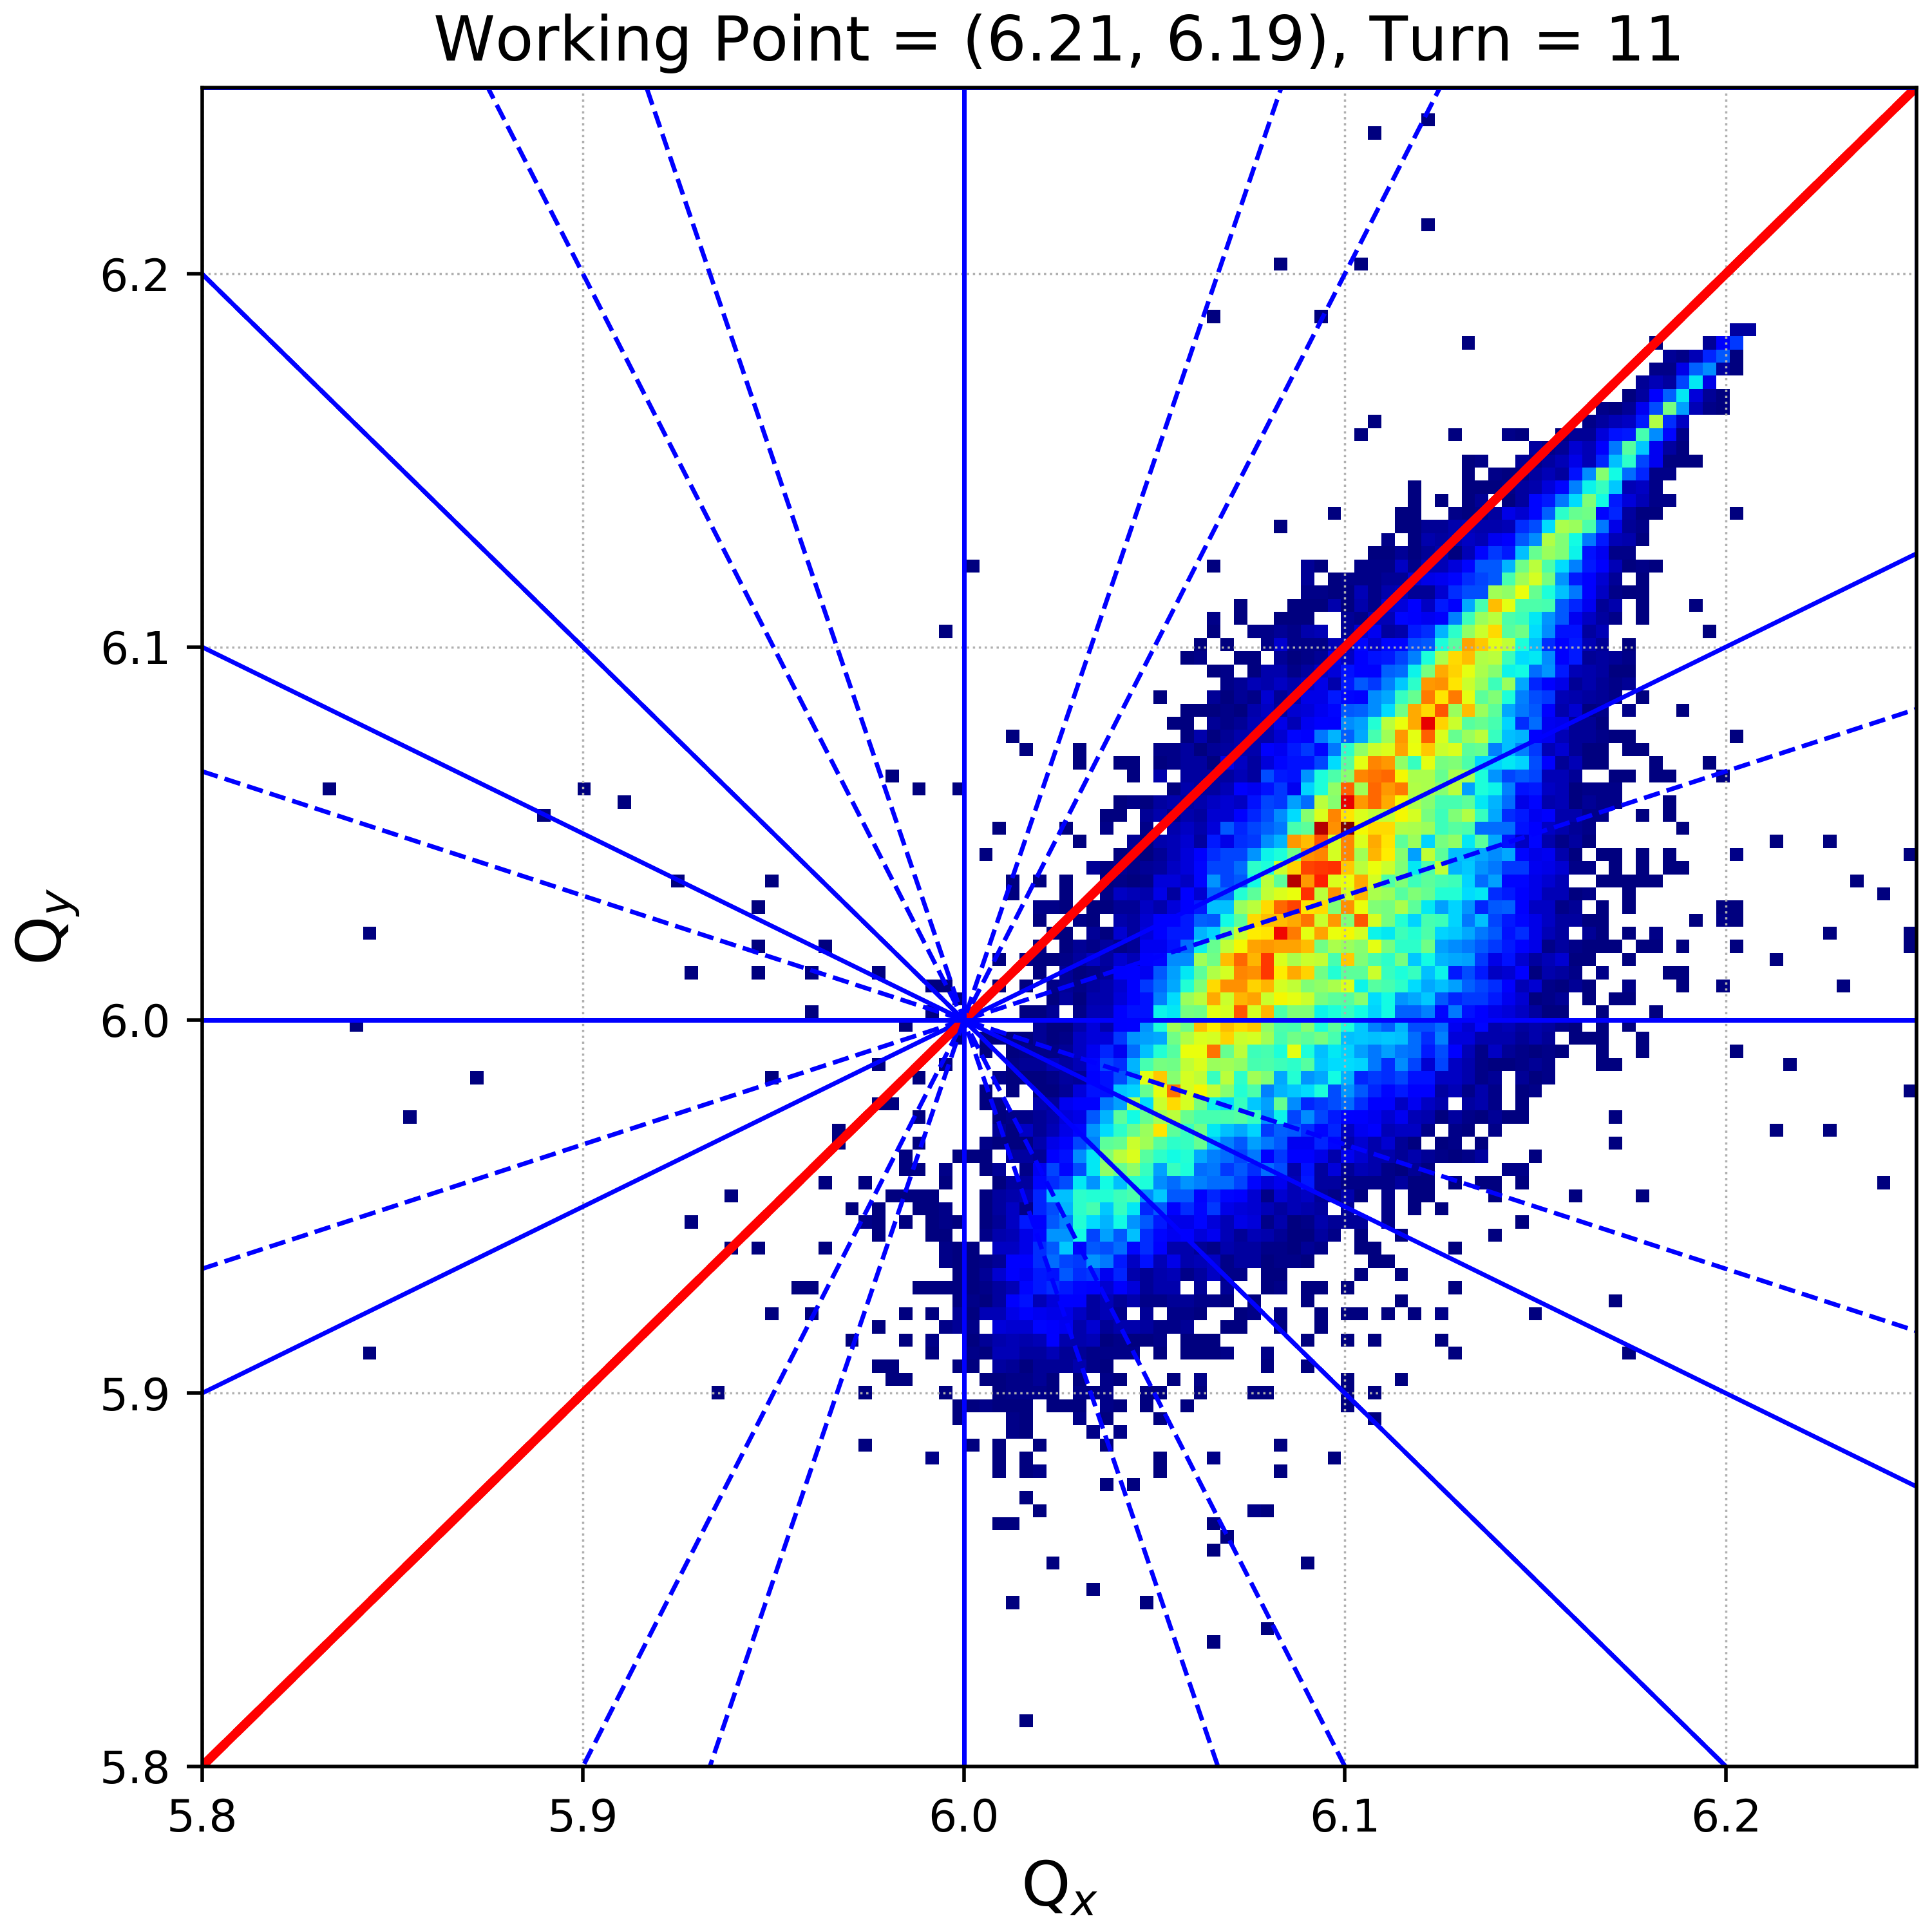 Working Point = (6.21, 6.19), Turn = 11
6.2
6.1
6.0
5.9
5.8
Qy
5.8 5.9 6.0 6.1 6.2
Qx